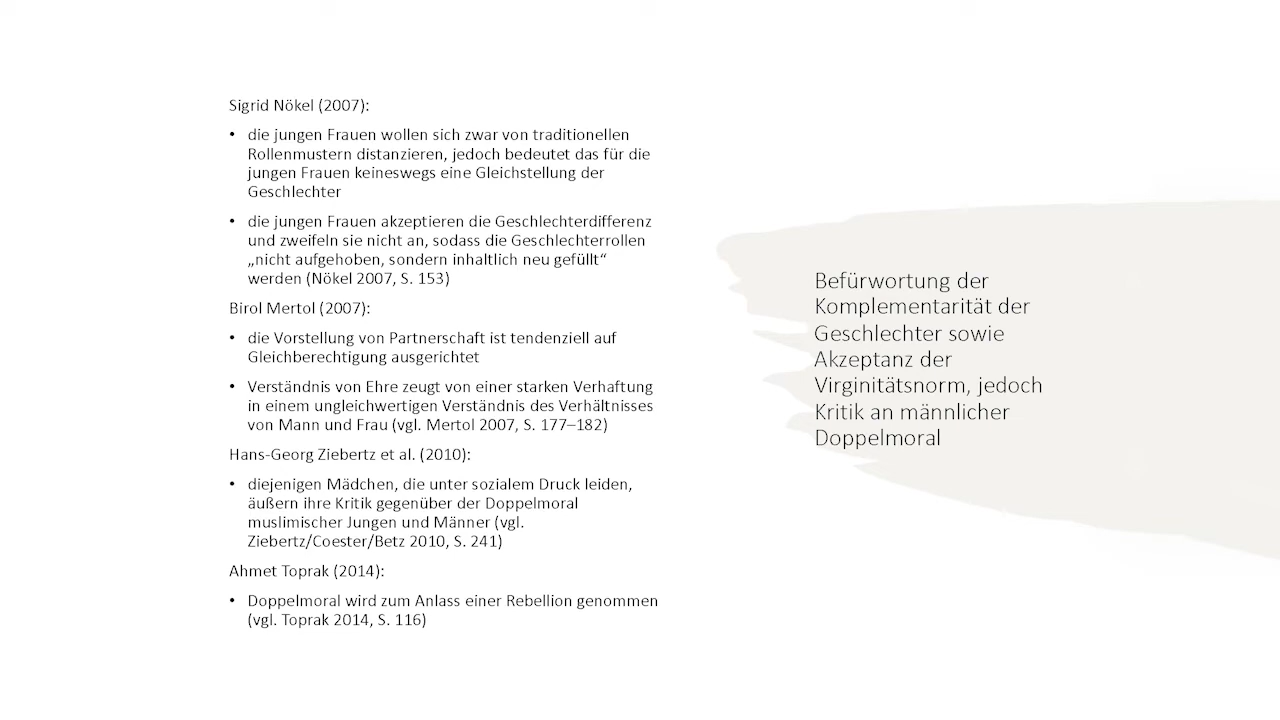 Sigrid Nökel (2007):
• die jungen Frauen wollen sich zwar von traditionellen
Rollenmustern distanzieren, jedoch bedeutet das für die
jungen Frauen keineswegs eine Gleichstellung der
Geschlechter
• die jungen Frauen akzeptieren die Geschlechterdifferenz
und zweifeln sie nicht an, sodass die Geschlechterrollen
„nicht aufgehoben, sondern inhaltlich neu gefüllt“
werden (Nökel 2007, S. 153)
Birol Mertol (2007):
• die Vorstellung von Partnerschaft ist tendenziell auf
Gleichberechtigung ausgerichtet
• Verständnis von Ehre zeugt von einer starken Verhaftung
in einem ungleichwertigen Verständnis des Verhältnisses
von Mann und Frau (vgl. Mertol 2007, S. 177–182)
Hans-Georg Ziebertz et al. (2010):
• diejenigen Mädchen, die unter sozialem Druck leiden,
äußern ihre Kritik gegenüber der Doppelmoral
muslimischer Jungen und Männer (vgl.
Ziebertz/Coester/Betz 2010, S. 241)
Ahmet Toprak (2014):
• Doppelmoral wird zum Anlass einer Rebellion genommen
(vgl. Toprak 2014, S. 116)
Befürwortung der
Komplementarität der
Geschlechter sowie
Akzeptanz der
Virginitätsnorm, jedoch
Kritik an männlicher
Doppelmoral